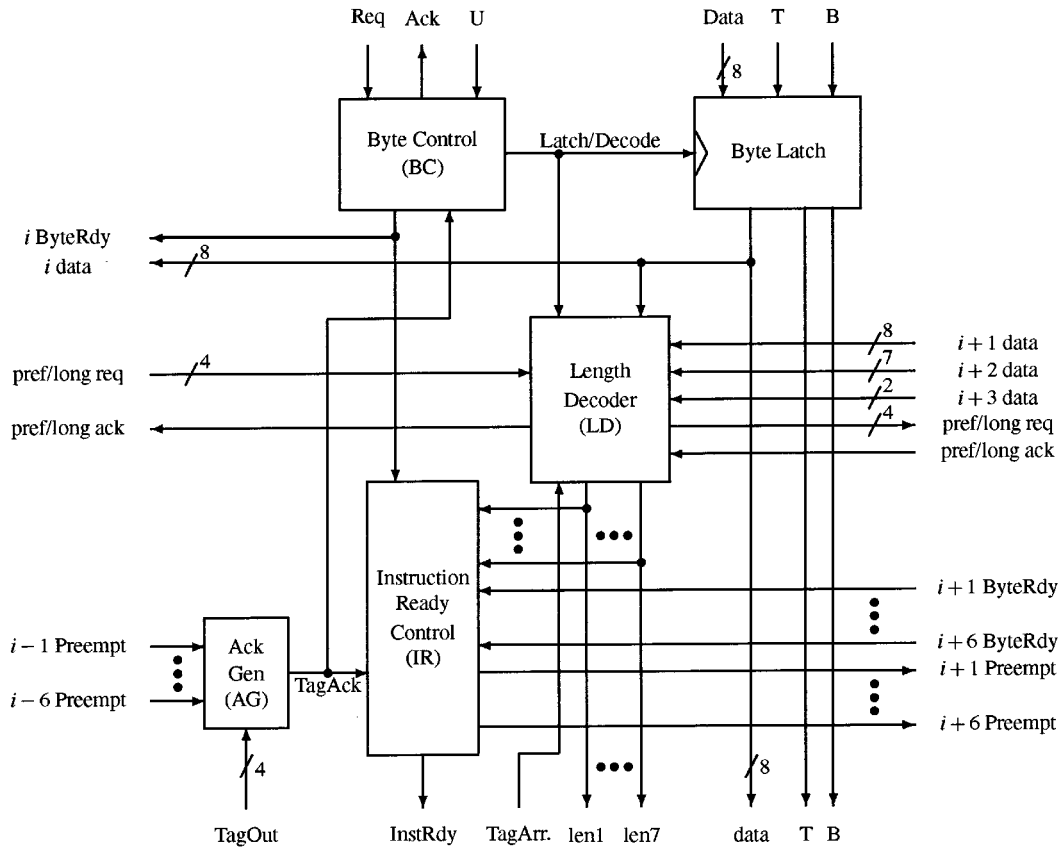 Req Ack U Data T B
8
Byte Control
(BC)
Latch/Decode
Byte Latch
i ByteRdy
i data
8
pref/long req
4
pref/long ack
Length
Decoder
(LD)
8
i + 1 data
7
i + 2 data
2
i + 3 data
4
pref/long req
pref/long ack
Instruction
Ready
Control
(IR)
i + 1 ByteRdy
i + 6 ByteRdy
i + 1 Preempt
i + 6 Preempt
i − 1 Preempt
i − 6 Preempt
Ack
Gen
(AG)
TagAck
4
8
TagOut InstRdy TagArr. len1 len7 data T B